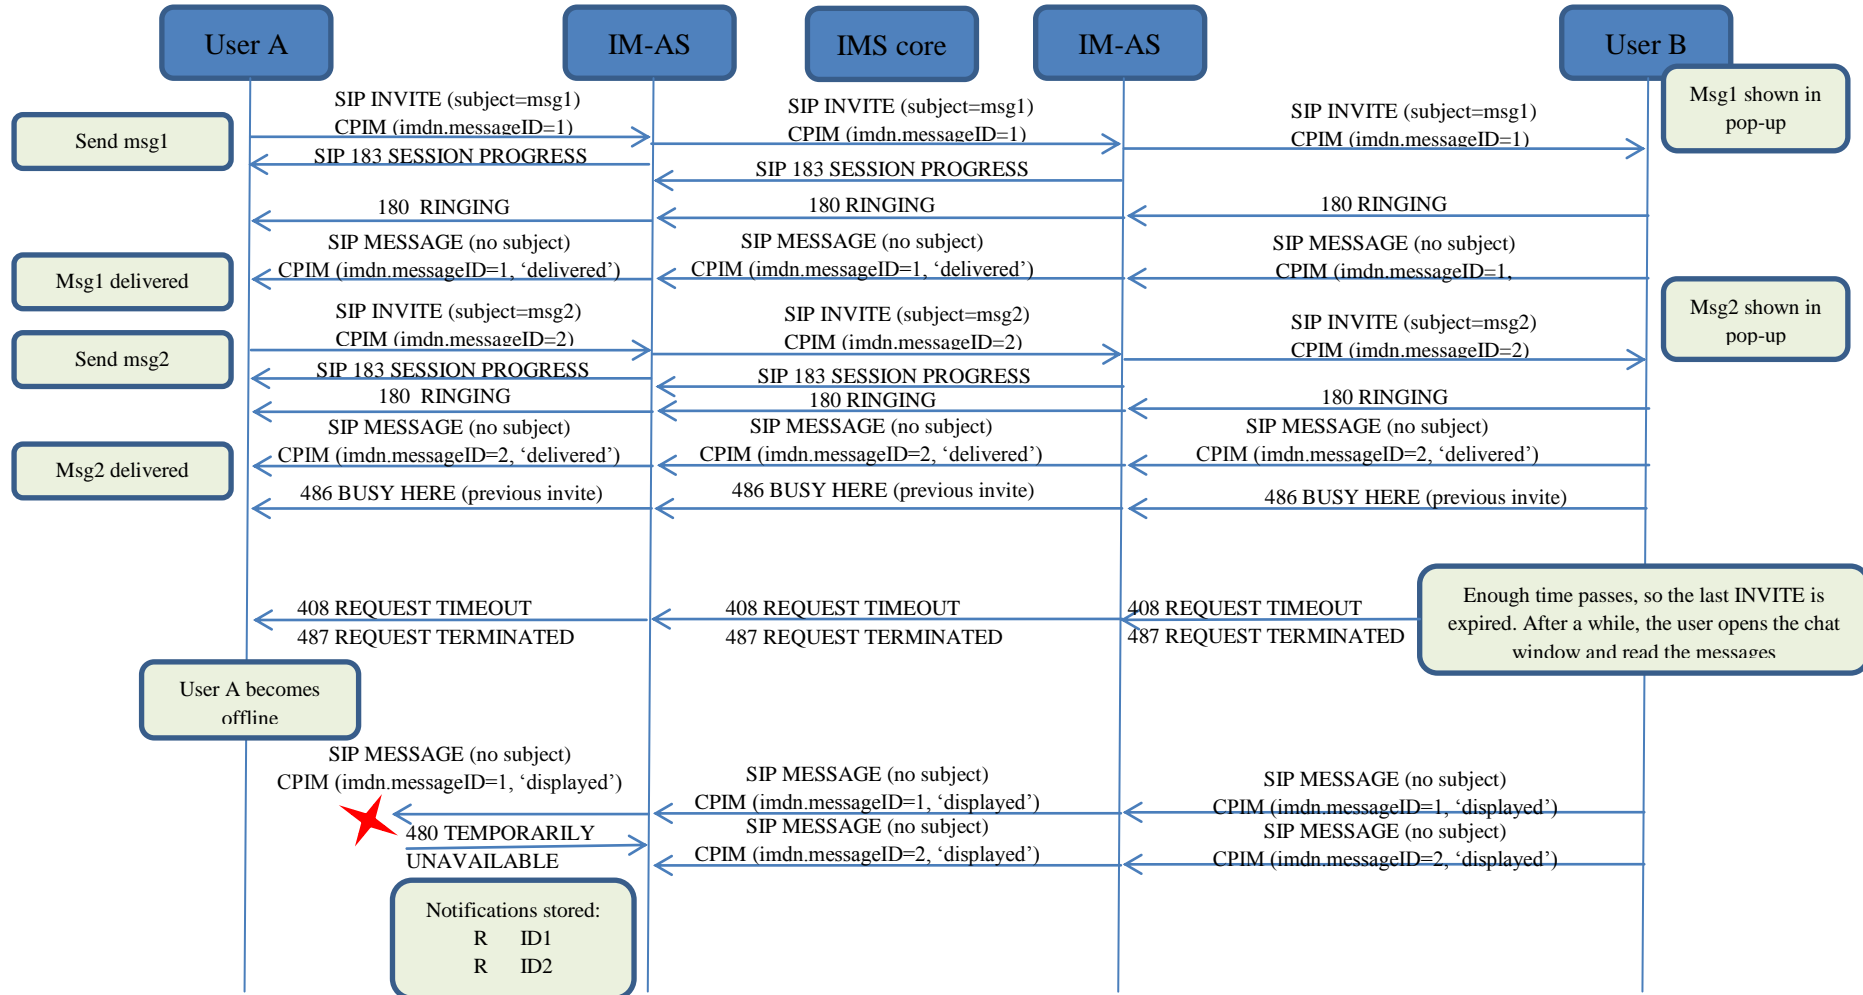 User A
IM-AS
IMS core
IM-AS
User B
SIP INVITE (subject=msg1)
CPIM (imdn.messageID=1)
SIP INVITE (subject=msg1)
CPIM (imdn.messageID=1)
SIP INVITE (subject=msg1)
CPIM (imdn.messageID=1)
Msg1 shown in
pop-up
Send msg1
SIP 183 SESSION PROGRESS
SIP 183 SESSION PROGRESS
180 RINGING
180 RINGING
180 RINGING
SIP MESSAGE (no subject)
CPIM (imdn.messageID=1, ‘delivered’)
SIP MESSAGE (no subject)
CPIM (imdn.messageID=1, ‘delivered’)
SIP MESSAGE (no subject)
CPIM (imdn.messageID=1,
Msg1 delivered
SIP INVITE (subject=msg2)
CPIM (imdn.messageID=2)
SIP INVITE (subject=msg2)
CPIM (imdn.messageID=2)
SIP INVITE (subject=msg2)
CPIM (imdn.messageID=2)
Msg2 shown in
pop-up
Send msg2
SIP 183 SESSION PROGRESS
SIP 183 SESSION PROGRESS
180 RINGING
180 RINGING
180 RINGING
SIP MESSAGE (no subject)
CPIM (imdn.messageID=2, ‘delivered’)
SIP MESSAGE (no subject)
CPIM (imdn.messageID=2, ‘delivered’)
SIP MESSAGE (no subject)
CPIM (imdn.messageID=2, ‘delivered’)
Msg2 delivered
486 BUSY HERE (previous invite)
486 BUSY HERE (previous invite)
486 BUSY HERE (previous invite)
408 REQUEST TIMEOUT
487 REQUEST TERMINATED
408 REQUEST TIMEOUT
487 REQUEST TERMINATED
408 REQUEST TIMEOUT
487 REQUEST TERMINATED
Enough time passes, so the last INVITE is
expired. After a while, the user opens the chat
window and read the messages
User A becomes
offline
SIP MESSAGE (no subject)
CPIM (imdn.messageID=1, ‘displayed’)
SIP MESSAGE (no subject)
CPIM (imdn.messageID=1, ‘displayed’)
SIP MESSAGE (no subject)
CPIM (imdn.messageID=1, ‘displayed’)
480 TEMPORARILY
UNAVAILABLE
SIP MESSAGE (no subject)
CPIM (imdn.messageID=2, ‘displayed’)
SIP MESSAGE (no subject)
CPIM (imdn.messageID=2, ‘displayed’)
Notifications stored:
R ID1
R ID2